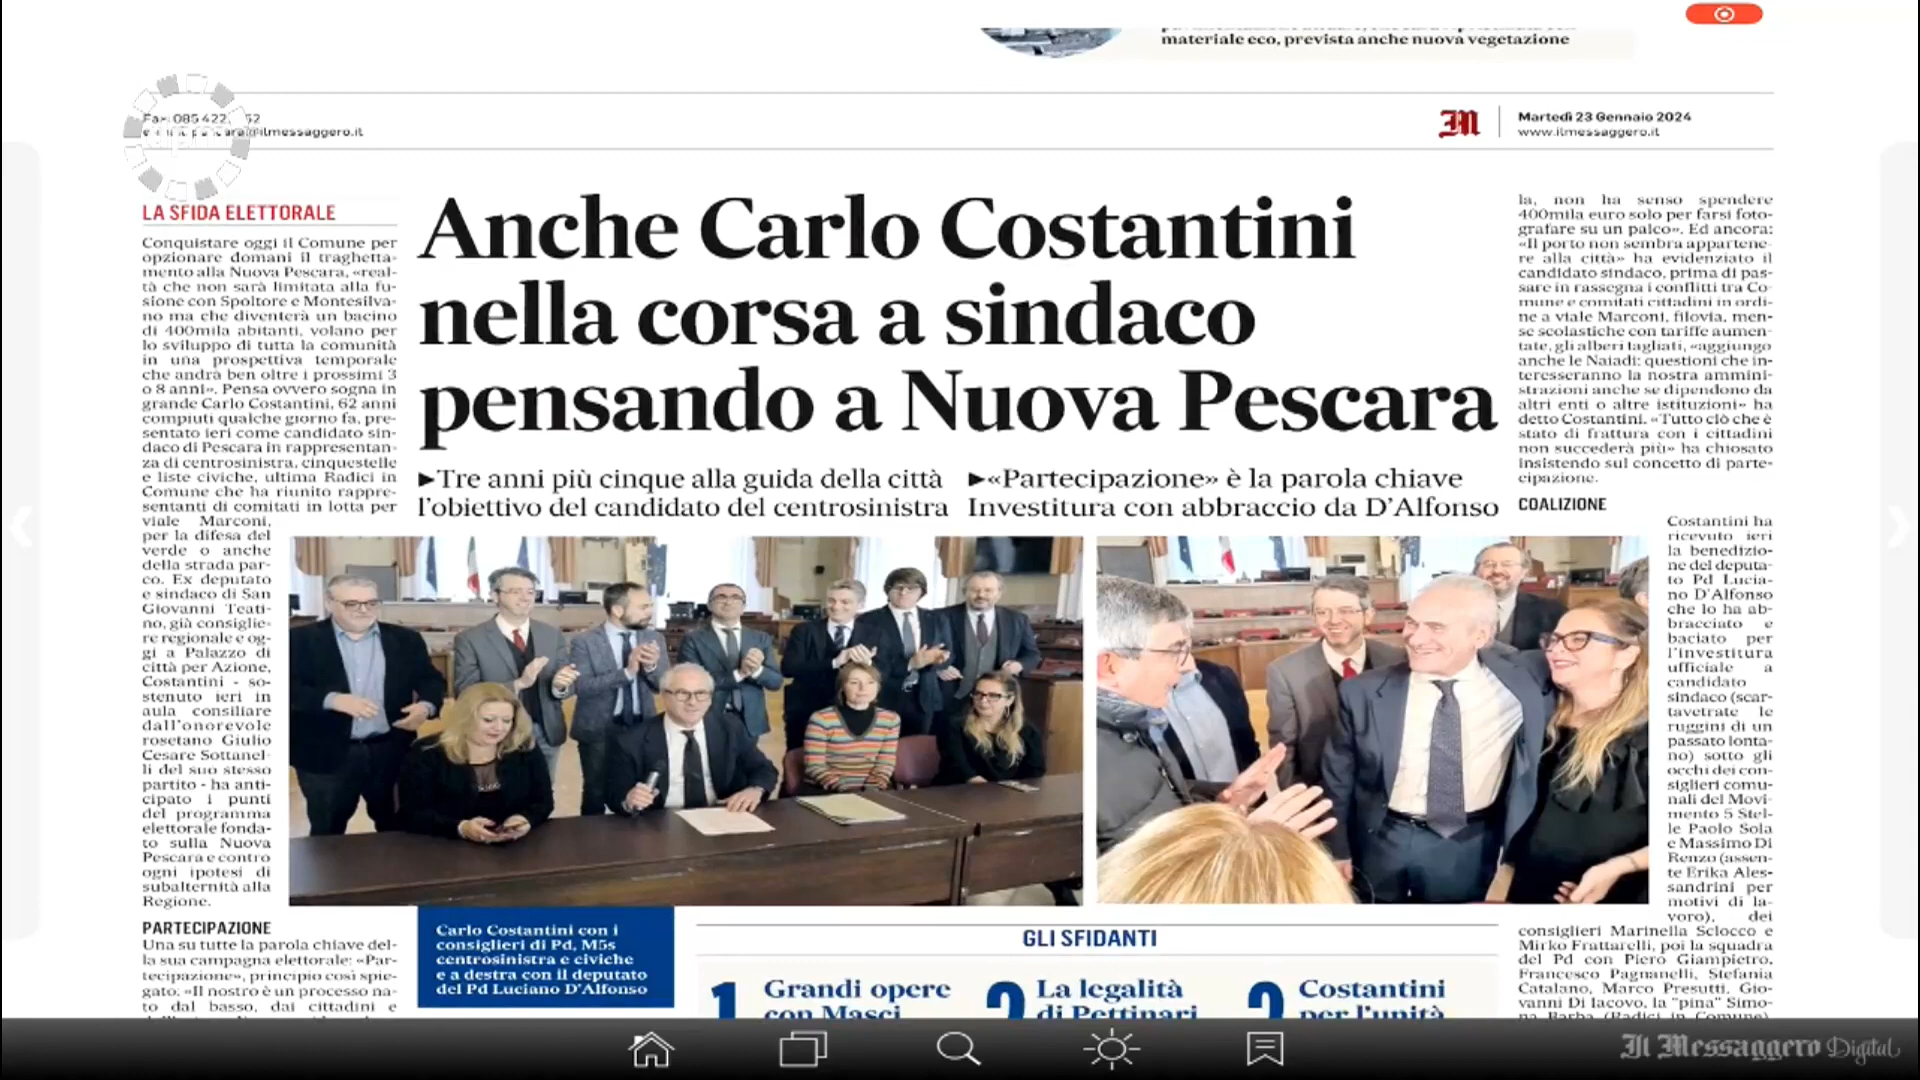 materiale eco, prevista anche nuova vegetazione
Martedì 23 Gennaio 2024
www.ilmessaggero.it
LA SFIDA ELETTORALE
Conquistare oggi il Comune per
opzionare domani il traghetta-
mento alla Nuova Pescara, «real-
tà che non sarà limitata alla fu-
sione con Spoltore e Montesilva-
no ma che diventerà un bacino
di 400mila abitanti, volano per
lo sviluppo di tutta la comunità
in una prospettiva temporale
che andrà ben oltre i prossimi 3
o 8 anni». Pensa ovvero sogna in
grande Carlo Costantini, 62 anni
compiuti qualche giorno fa, pre-
sentato ieri come candidato sin-
daco di Pescara in rappresentan-
za di centrosinistra, cinquestelle
e liste civiche, ultima Radici in
Comune che ha riunito rappre-
sentanti di comitati in lotta per
viale Marconi,
per la difesa del
verde o anche
della strada par-
co. Ex deputato
e sindaco di San
Giovanni Teati-
no, già consiglie-
re regionale e og-
gi a Palazzo di
città per Azione,
Costantini - so-
stenuto ieri in
aula consiliare
dall'onorevole
rosetano Giulio
Cesare Sottanel-
li del suo stesso
partito - ha anti-
cipato i punti
del programma
elettorale fonda-
to sulla Nuova
Pescara e contro
ogni ipotesi di
subalternità alla
Regione.
PARTECIPAZIONE
Una su tutte la parola chiave del-
la sua campagna elettorale: «Par-
tecipazione», principio così spie-
gato: «Il nostro è un processo na-
to dal basso, dai cittadini e
Anche Carlo Costantini
nella corsa a sindaco
pensando a Nuova Pescara
►Tre anni più cinque alla guida della città
l'obiettivo del candidato del centrosinistra
►«Partecipazione» è la parola chiave
Investitura con abbraccio da D'Alfonso
Carlo Costantini con i
consiglieri di Pd, M5s
centrosinistra e civiche
e a destra con il deputato
del Pd Luciano D'Alfonso
GLI SFIDANTI
1 Grandi opere
con Masci
2 La legalità
di Pettinari
3 Costantini
per l'unità
la, non ha senso spendere
400mila euro solo per farsi foto-
grafare su un palco». Ed ancora:
«Il porto non sembra appartene-
re alla città» ha evidenziato il
candidato sindaco, prima di pas-
sare in rassegna i conflitti tra Co-
mune e comitati cittadini in ordi-
ne a viale Marconi, filovia, men-
se scolastiche con tariffe aumen-
tate, gli alberi tagliati, «aggiungo
anche le Naiadi: questioni che in-
teresseranno la nostra ammini-
strazioni anche se dipendono da
altri enti o altre istituzioni» ha
detto Costantini. «Tutto ciò che è
stato di frattura con i cittadini
non succederà più» ha chiosato
insistendo sul concetto di parte-
cipazione.
COALIZIONE
Costantini ha
ricevuto ieri
la benedizio-
ne del deputa-
to Pd Lucia-
no D'Alfonso
che lo ha ab-
bracciato e
baciato per
l'investitura
ufficiale a
candidato
sindaco (scar-
tavetrate le
ruggini di un
passato lonta-
no) sotto gli
occhi dei con-
siglieri comu-
nali del Movi-
mento 5 Stel-
le Paolo Sola
e Massimo Di
Renzo (assen-
te Erika Ales-
sandrini per
motivi di la-
voro), dei
consiglieri Marinella Sclocco e
Mirko Frattarelli, poi la squadra
del Pd con Piero Giampietro,
Francesco Pagnanelli, Stefania
Catalano, Marco Presutti, Gio-
vanni Di Iacovo, la "pina" Simo-
na Barba (Radici in Comune),
Il Messaggero Digital